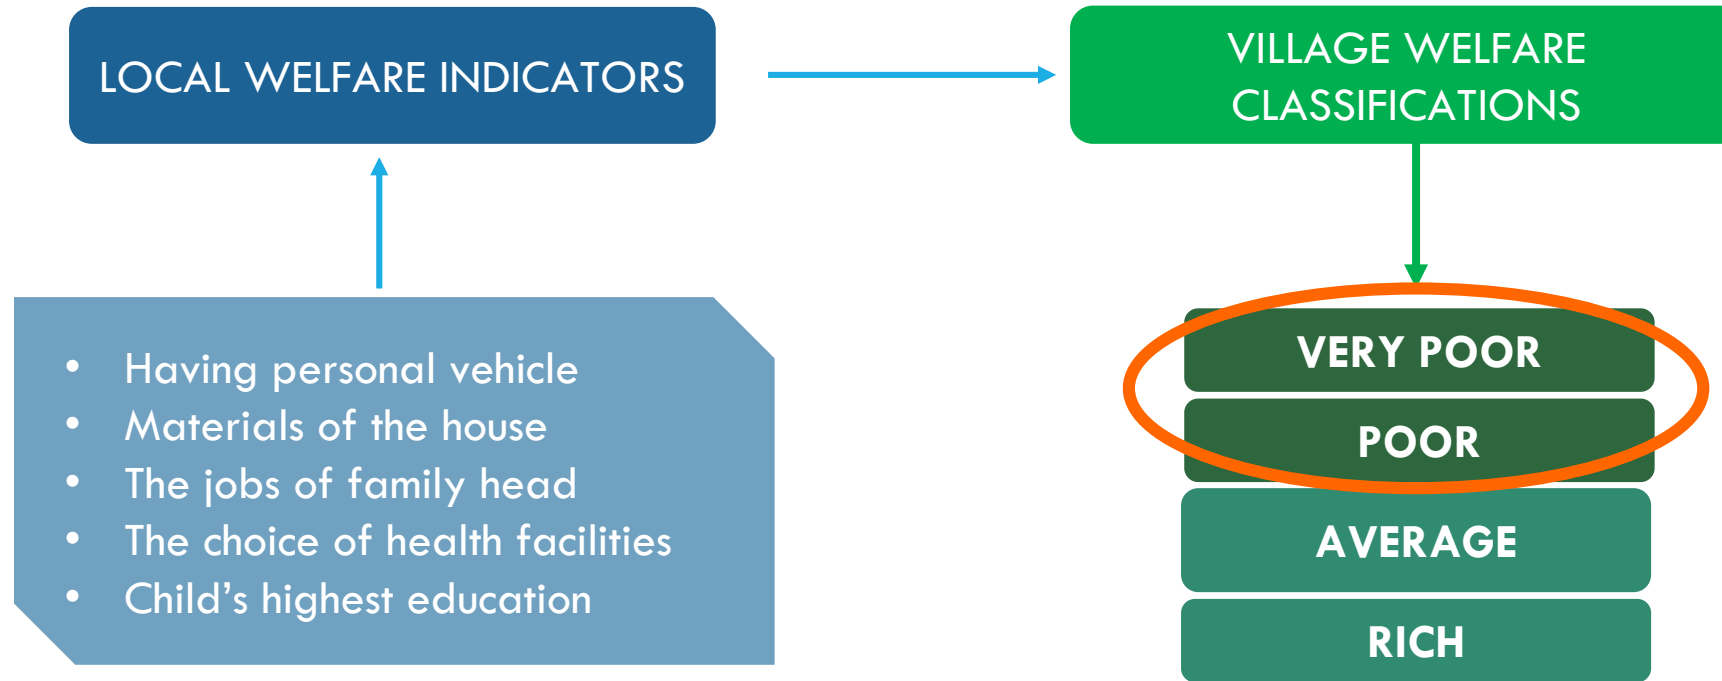 LOCAL WELFARE INDICATORS
VILLAGE WELFARE
CLASSIFICATIONS
• Having personal vehicle
• Materials of the house
• The jobs of family head
• The choice of health facilities
• Child’s highest education
VERY POOR
POOR
AVERAGE
RICH